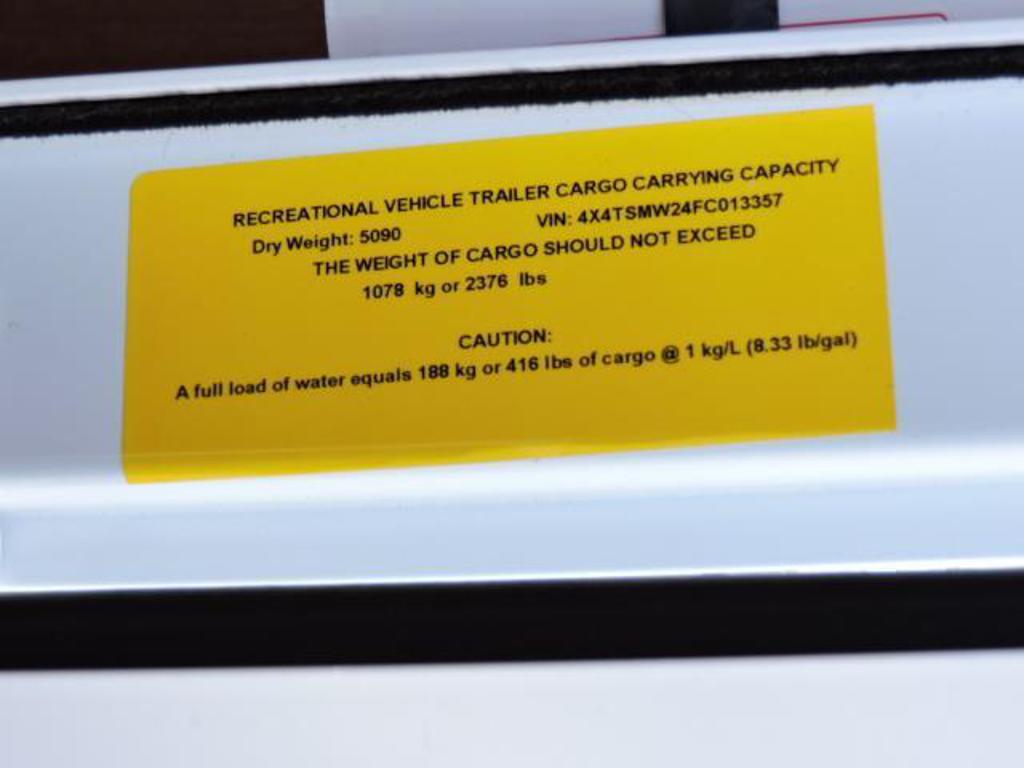 RECREATIONAL VEHICLE TRAILER CARGO CARRYING CAPACITY
Dry Weight: 5090 VIN: 4X4TSMW24FC013357
THE WEIGHT OF CARGO SHOULD NOT EXCEED
1078 kg or 2376 lbs
CAUTION:
A full load of water equals 188 kg or 416 lbs of cargo @ 1 kg/L (8.33 lb/gal)